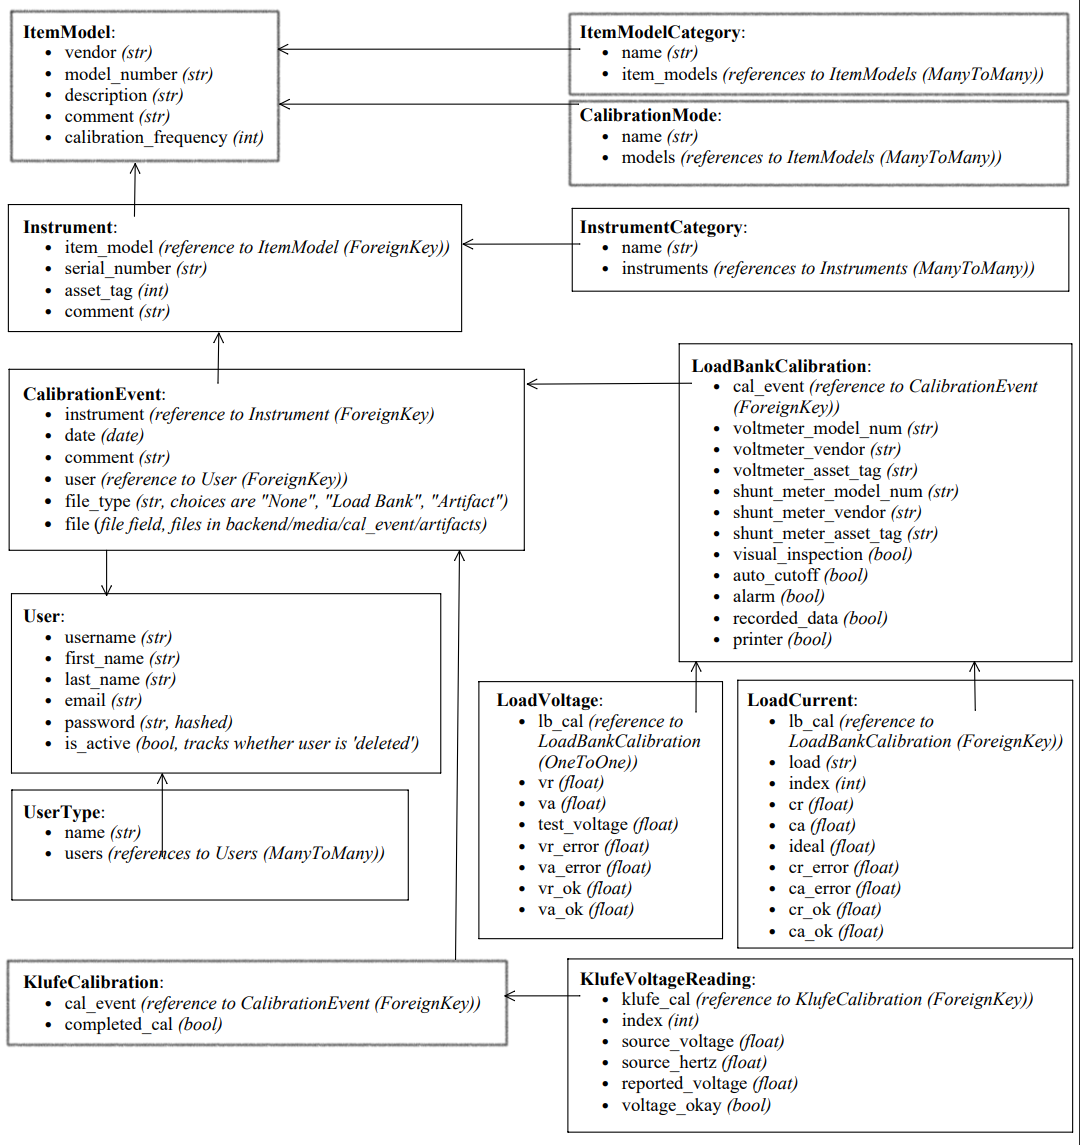 ItemModel:
• vendor (str)
• model_number (str)
• description (str)
• comment (str)
• calibration_frequency (int)
ItemModelCategory:
• name (str)
• item_models (references to ItemModels (ManyToMany))
CalibrationMode:
• name (str)
• models (references to ItemModels (ManyToMany))
Instrument:
• item_model (reference to ItemModel (ForeignKey))
• serial_number (str)
• asset_tag (int)
• comment (str)
InstrumentCategory:
• name (str)
• instruments (references to Instruments (ManyToMany))
CalibrationEvent:
• instrument (reference to Instrument (ForeignKey)
• date (date)
• comment (str)
• user (reference to User (ForeignKey))
• file_type (str, choices are "None", "Load Bank", "Artifact")
• file (file field, files in backend/media/cal_event/artifacts)
LoadBankCalibration:
• cal_event (reference to CalibrationEvent
(ForeignKey))
• voltmeter_model_num (str)
• voltmeter_vendor (str)
• voltmeter_asset_tag (str)
• shunt_meter_model_num (str)
• shunt_meter_vendor (str)
• shunt_meter_asset_tag (str)
• visual_inspection (bool)
• auto_cutoff (bool)
• alarm (bool)
• recorded_data (bool)
• printer (bool)
User:
• username (str)
• first_name (str)
• last_name (str)
• email (str)
• password (str, hashed)
• is_active (bool, tracks whether user is 'deleted')
UserType:
• name (str)
• users (references to Users (ManyToMany))
LoadVoltage:
• lb_cal (reference to
LoadBankCalibration
(OneToOne))
• vr (float)
• va (float)
• test_voltage (float)
• vr_error (float)
• va_error (float)
• vr_ok (float)
• va_ok (float)
LoadCurrent:
• lb_cal (reference to
LoadBankCalibration (ForeignKey))
• load (str)
• index (int)
• cr (float)
• ca (float)
• ideal (float)
• cr_error (float)
• ca_error (float)
• cr_ok (float)
• ca_ok (float)
KlufeCalibration:
• cal_event (reference to CalibrationEvent (ForeignKey))
• completed_cal (bool)
KlufeVoltageReading:
• klufe_cal (reference to KlufeCalibration (ForeignKey))
• index (int)
• source_voltage (float)
• source_hertz (float)
• reported_voltage (float)
• voltage_okay (bool)